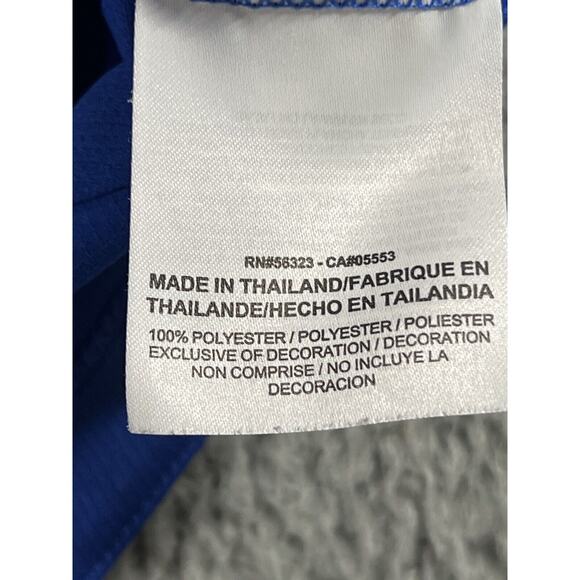 RN#56323 - CA#05553
MADE IN THAILAND/FABRIQUE EN
THAILANDE/HECHO EN TAILANDIA
100% POLYESTER / POLYESTER / POLIESTER
EXCLUSIVE OF DECORATION / DECORATION
NON COMPRISE / NO INCLUYE LA
DECORACION